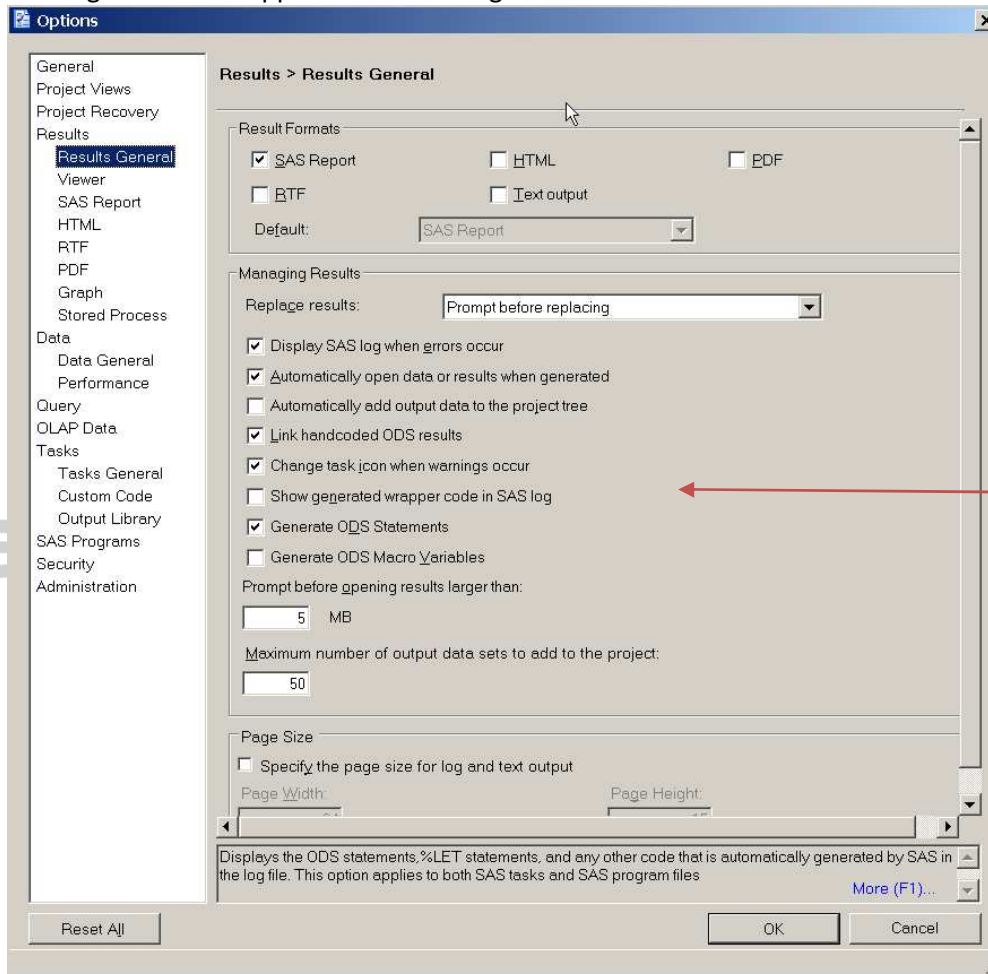 Options
General
Project Views
Project Recovery
Results
Results General
Viewer
SAS Report
HTML
RTF
PDF
Graph
Stored Process
Data
Data General
Performance
Query
OLAP Data
Tasks
Tasks General
Custom Code
Output Library
SAS Programs
Security
Administration
Results > Results General
Result Formats
SAS Report HTML PDF
RTF Text output
Default: SAS Report
Managing Results
Replace results: Prompt before replacing
Display SAS log when errors occur
Automatically open data or results when generated
Automatically add output data to the project tree
Link handcoded ODS results
Change task icon when warnings occur
Show generated wrapper code in SAS log
Generate ODS Statements
Generate ODS Macro Variables
Prompt before opening results larger than:
5 MB
Maximum number of output data sets to add to the project:
50
Page Size
Specify the page size for log and text output
Page Width: Page Height:
Displays the ODS statements,%LET statements, and any other code that is automatically generated by SAS in
the log file. This option applies to both SAS tasks and SAS program files
More (F1)...
Reset All OK Cancel